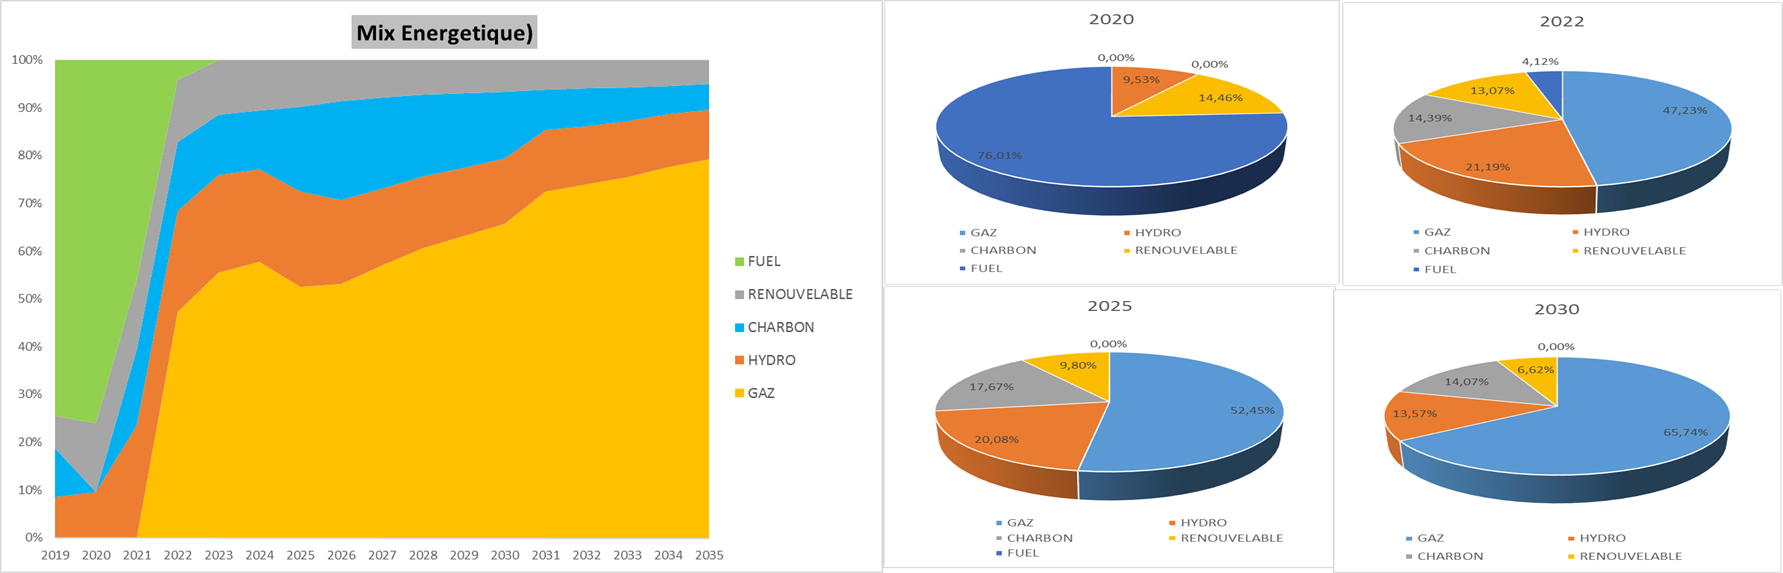 Mix Energetique)
100%
90%
80%
70%
60%
50%
40%
30%
20%
10%
0%
2019 2020 2021 2022 2023 2024 2025 2026 2027 2028 2029 2030 2031 2032 2033 2034 2035
FUEL
RENOUVELABLE
CHARBON
HYDRO
GAZ
2020
0,00%
9,53%
0,00%
14,46%
76,01%
GAZ HYDRO
CHARBON RENOUVELABLE
FUEL
2022
4,12%
13,07%
47,23%
14,39%
21,19%
GAZ HYDRO
CHARBON RENOUVELABLE
FUEL
2025
0,00%
9,80%
17,67%
52,45%
20,08%
GAZ HYDRO
CHARBON RENOUVELABLE
FUEL
2030
0,00%
6,62%
14,07%
13,57%
65,74%
GAZ HYDRO
CHARBON RENOUVELABLE